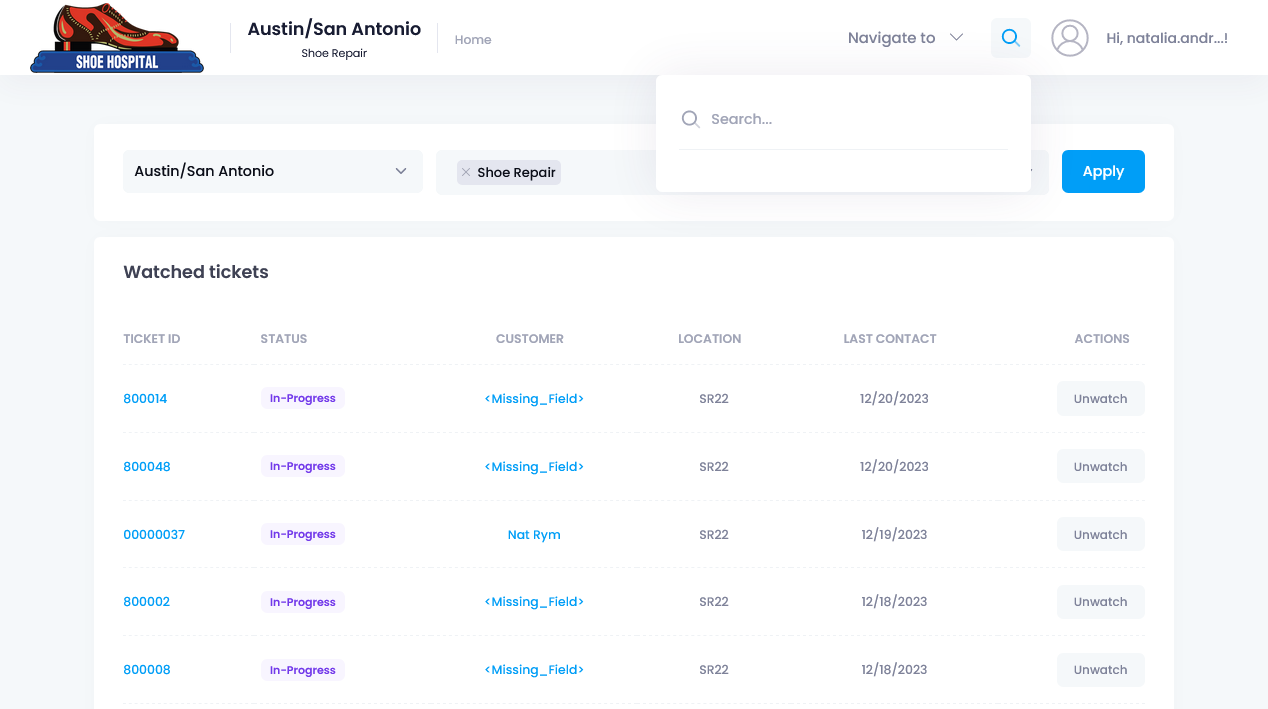 SHOE HOSPITAL
Austin/San Antonio
Shoe Repair
Home
Navigate to
Hi, natalia.andr...!
Search...
Austin/San Antonio
Shoe Repair
Apply
Watched tickets
TICKET ID STATUS CUSTOMER LOCATION LAST CONTACT ACTIONS
800014 In-Progress <Missing_Field> SR22 12/20/2023 Unwatch
800048 In-Progress <Missing_Field> SR22 12/20/2023 Unwatch
00000037 In-Progress Nat Rym SR22 12/19/2023 Unwatch
800002 In-Progress <Missing_Field> SR22 12/18/2023 Unwatch
800008 In-Progress <Missing_Field> SR22 12/18/2023 Unwatch